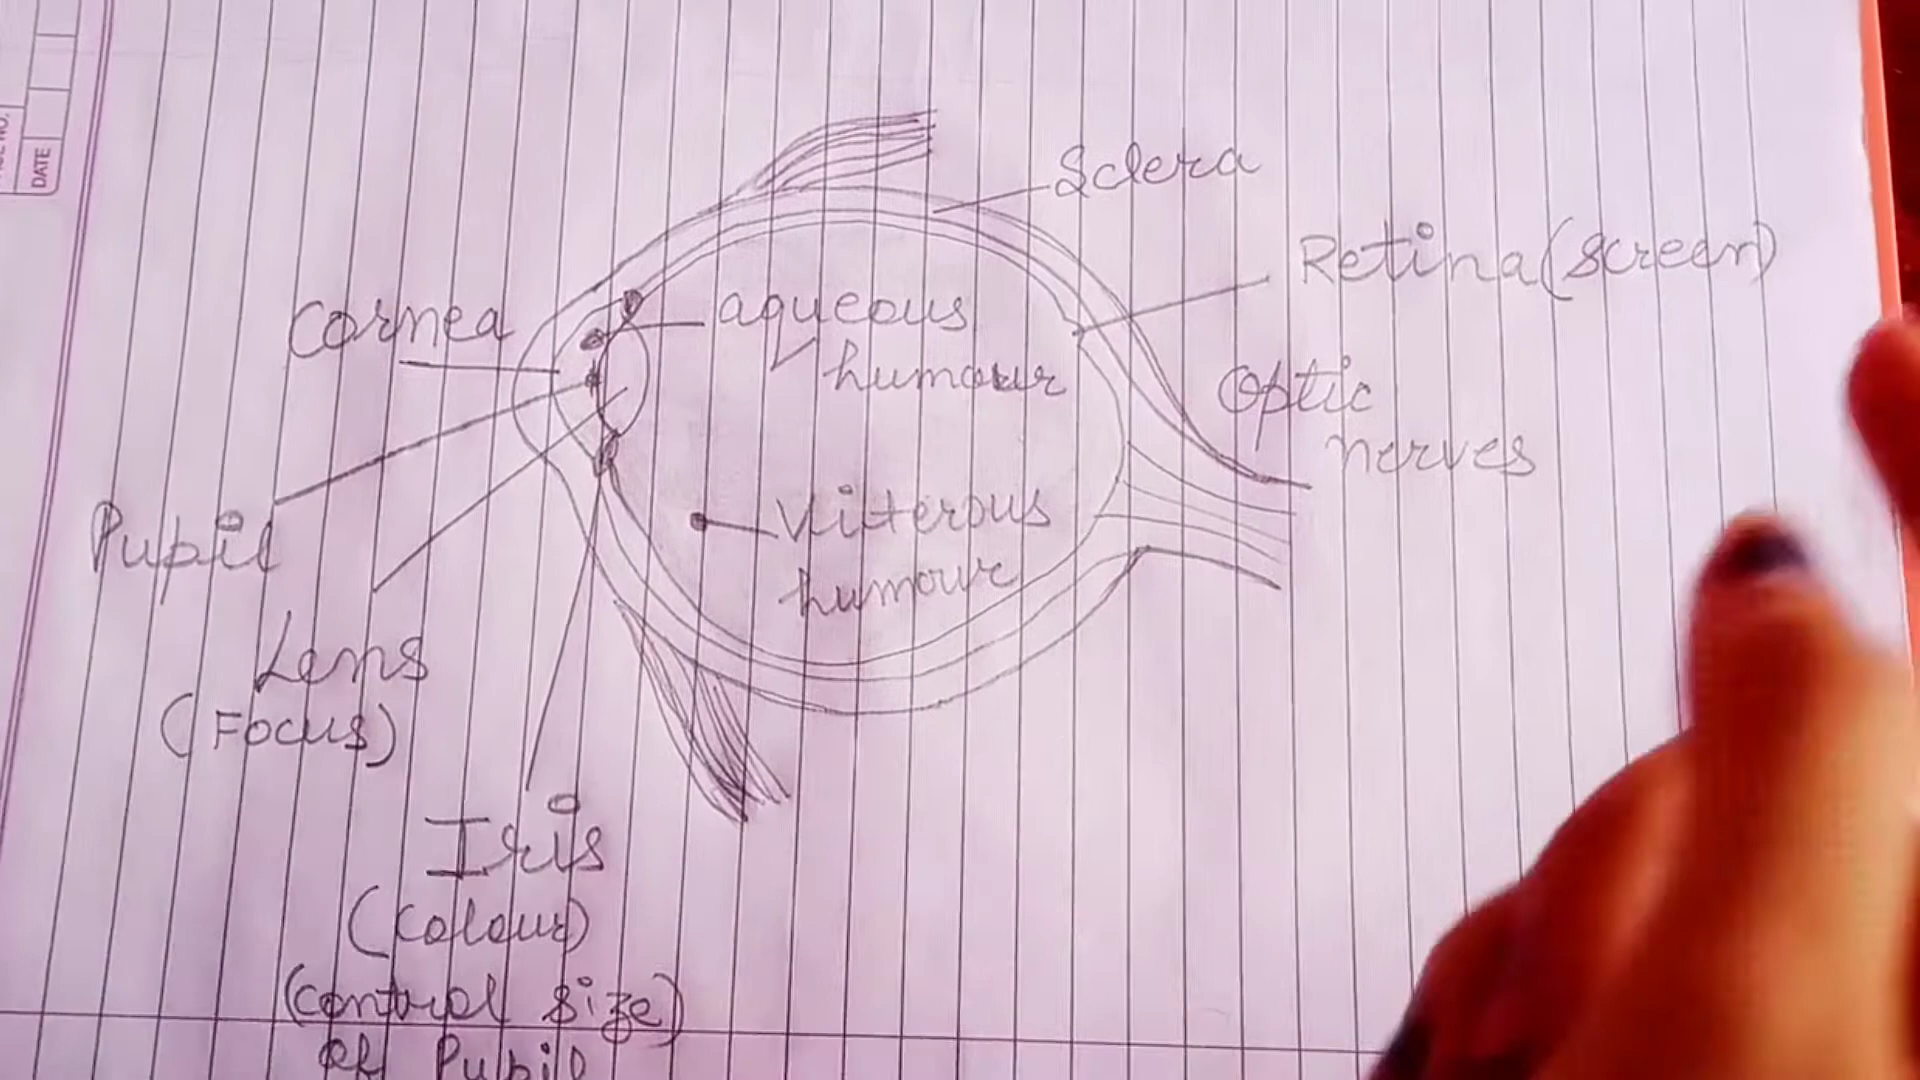 DATE
Sclera
Retina (Screen)
Cornea
aqueous
humour
Optic
nerves
Pupil
Viterous
humour
Lens
(Focus)
Iris
(Colour)
(control size)
of Pupil